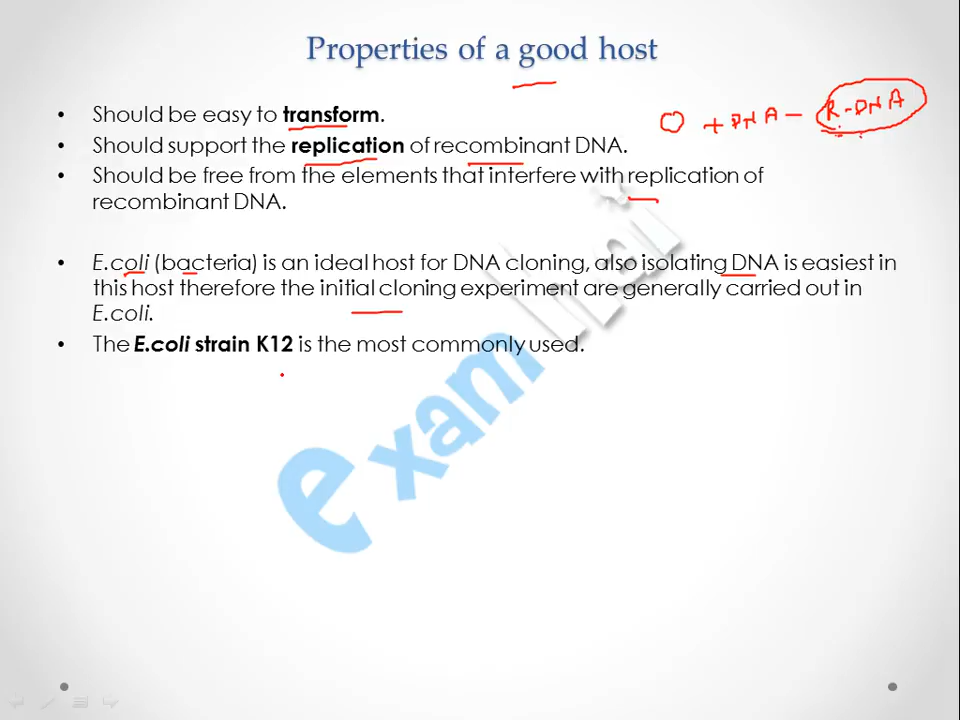 Properties of a good host
• Should be easy to transform.
O + DNA - R-DNA
• Should support the replication of recombinant DNA.
• Should be free from the elements that interfere with replication of
recombinant DNA.
• E.coli (bacteria) is an ideal host for DNA cloning, also isolating DNA is easiest in
this host therefore the initial cloning experiment are generally carried out in
E.coli.
• The E.coli strain K12 is the most commonly used.
exam